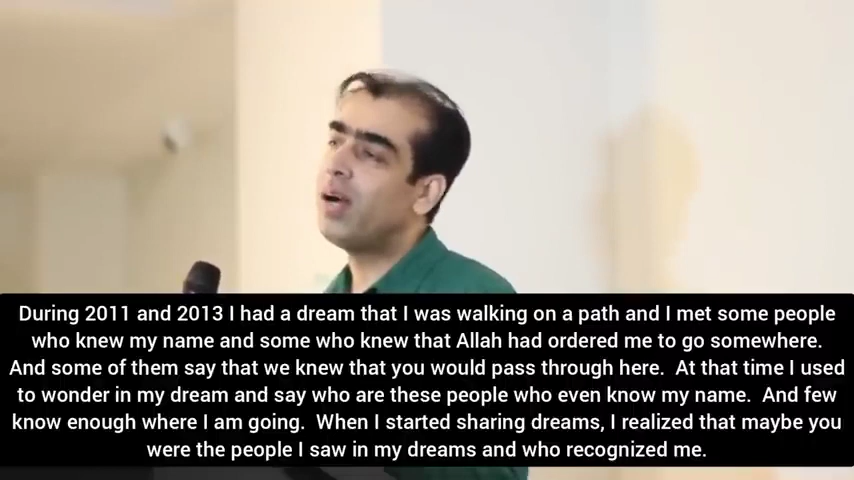 During 2011 and 2013 I had a dream that I was walking on a path and I met some people
who knew my name and some who knew that Allah had ordered me to go somewhere.
And some of them say that we knew that you would pass through here. At that time I used
to wonder in my dream and say who are these people who even know my name. And few
know enough where I am going. When I started sharing dreams, I realized that maybe you
were the people I saw in my dreams and who recognized me.